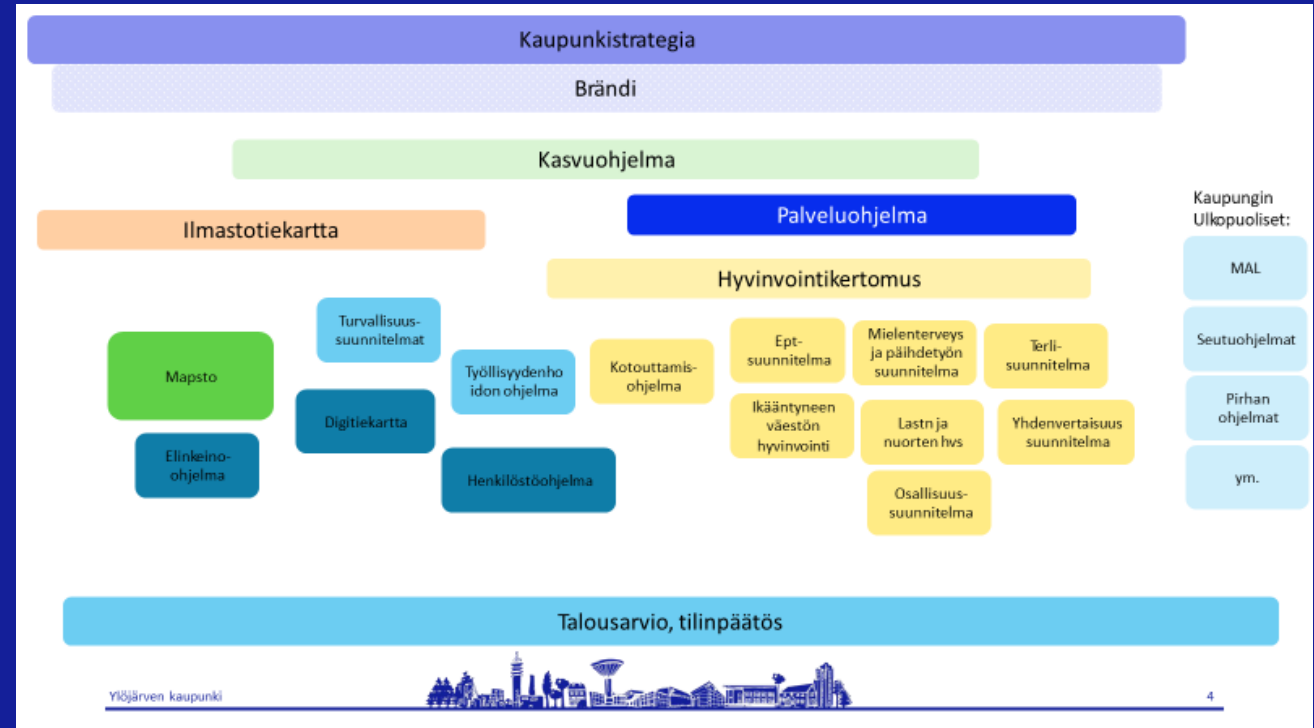 Kaupunkistrategia
Brändi
Kasvuohjelma
Palveluohjelma
Ilmastotiekartta
Hyvinvointikertomus
Kaupungin
Ulkopuoliset:
MAL
Seutuohjelmat
Pirhan
ohjelmat
ym.
Turvallisuus-
suunnitelmat
Mapsto
Työllisyydenho
idon ohjelma
Kotouttamis-
ohjelma
Ept-
suunnitelma
Mielenterveys
ja päihdetyön
suunnitelma
Terli-
suunnitelma
Digitiekartta
Ikääntyneen
väestön
hyvinvointi
Lastn ja
nuorten hvs
Yhdenvertaisuus
suunnitelma
Elinkeino-
ohjelma
Henkilöstöohjelma
Osallisuus-
suunnitelma
Talousarvio, tilinpäätös
Ylöjärven kaupunki
4